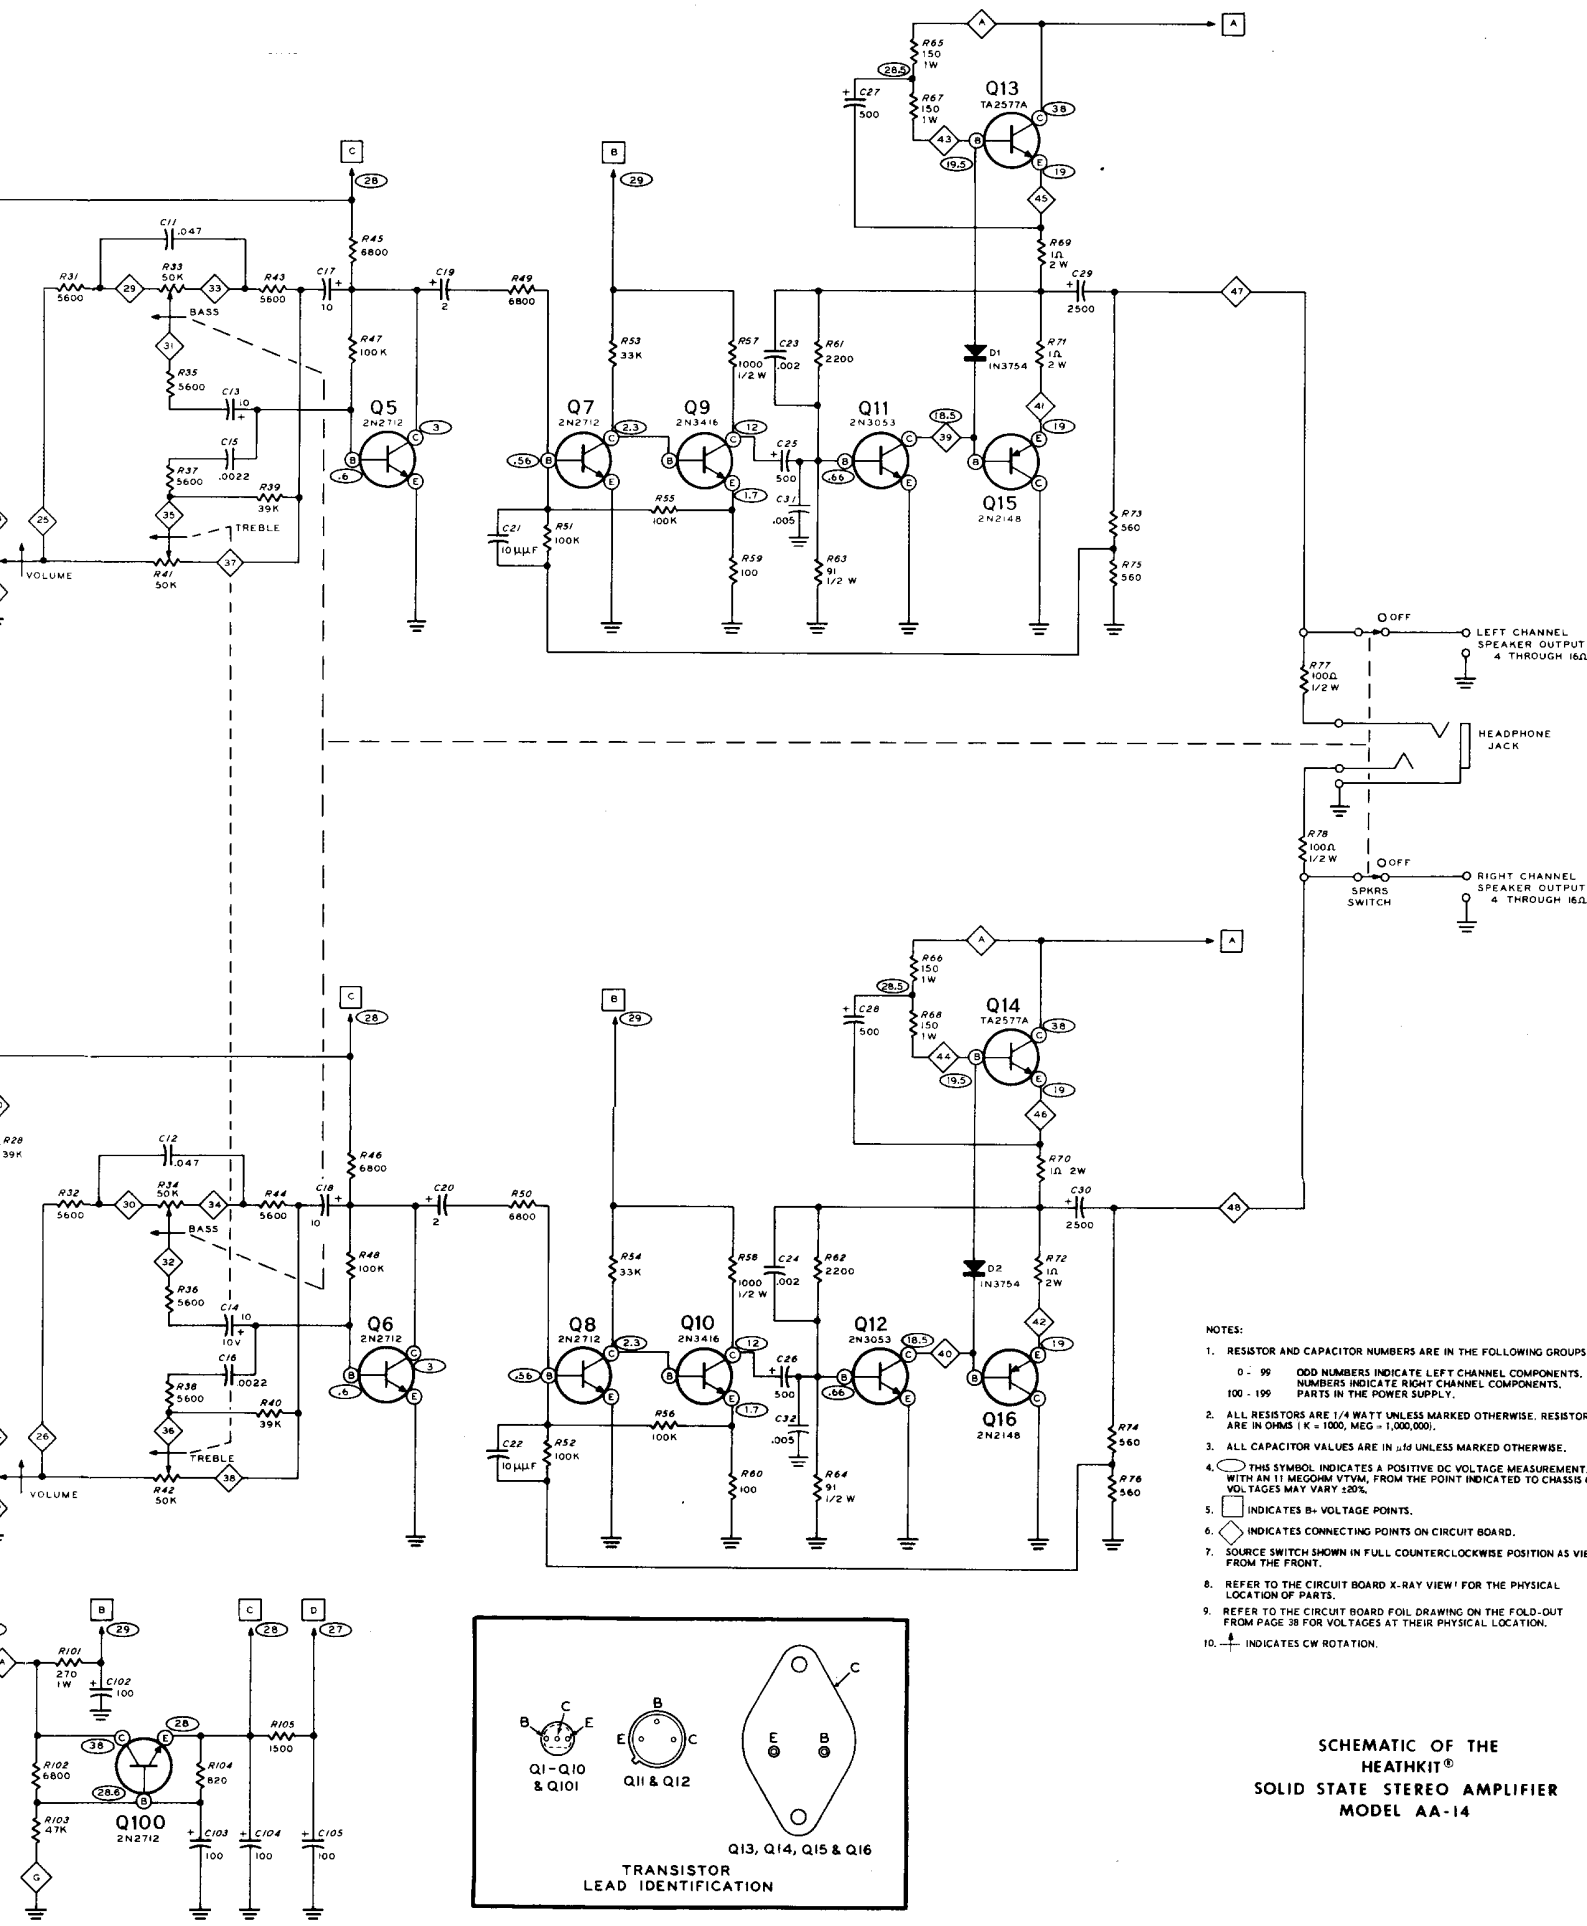 A
A
R65
150
1W
28.5
C27
500
+
R67
150
1W
Q13
TA2577A
C
38
43
B
19.5
E
19
45
C
28
B
29
C11
.047
R45
6800
R69
1Ω
2W
C29
+
2500
R31
5600
29
R33
50K
33
R43
5600
C17
+
10
C19
+
2
R49
6800
47
BASS
31
R35
5600
R47
100K
R53
33K
R57
1000
1/2 W
C23
.002
R61
2200
D1
1N3754
R71
1Ω
2W
C13
10
+
Q5
2N2712
C
3
Q7
2N2712
C
2.3
Q9
2N3416
C
12
Q11
2N3053
C
18.5
39
41
E
19
C15
.0022
R37
5600
R39
39K
B
.6
E
.56
B
E
B
E
1.7
C25
+
500
B
.66
E
B
C
Q15
2N2148
25
35
TREBLE
37
VOLUME
R41
50K
C21
10 μμF
R51
100K
R55
100K
R59
100
C31
.005
R63
91
1/2 W
R73
560
R75
560
OFF
LEFT CHANNEL
SPEAKER OUTPUT
4 THROUGH 16Ω
R77
100Ω
1/2 W
HEADPHONE
JACK
R78
100Ω
1/2 W
OFF
SPKRS
SWITCH
RIGHT CHANNEL
SPEAKER OUTPUT
4 THROUGH 16Ω
A
A
R66
150
1W
28.5
C28
500
+
R68
150
1W
Q14
TA2577A
C
38
44
B
19.5
E
19
46
C
28
B
29
R28
39K
C12
.047
R46
6800
R70
1Ω 2W
C30
+
2500
R32
5600
30
R34
50K
34
R44
5600
C18
+
10
C20
+
2
R50
6800
48
BASS
32
R36
5600
R48
100K
R54
33K
R58
1000
1/2 W
C24
.002
R62
2200
D2
1N3754
R72
1Ω
2W
C14
10
+
10V
Q6
2N2712
C
3
Q8
2N2712
C
2.3
Q10
2N3416
C
12
Q12
2N3053
C
18.5
40
42
E
19
C16
.0022
R38
5600
R40
39K
B
.6
E
.56
B
E
B
E
1.7
C26
+
500
B
.66
E
B
C
Q16
2N2148
26
36
TREBLE
38
VOLUME
R42
50K
C22
10 μμF
R52
100K
R56
100K
R60
100
C32
.005
R64
91
1/2 W
R74
560
R76
560
NOTES:
1. RESISTOR AND CAPACITOR NUMBERS ARE IN THE FOLLOWING GROUPS
0 - 99 ODD NUMBERS INDICATE LEFT CHANNEL COMPONENTS.
NUMBERS INDICATE RIGHT CHANNEL COMPONENTS.
100 - 199 PARTS IN THE POWER SUPPLY.
2. ALL RESISTORS ARE 1/4 WATT UNLESS MARKED OTHERWISE. RESISTOR
ARE IN OHMS (K = 1000, MEG = 1,000,000).
3. ALL CAPACITOR VALUES ARE IN μfd UNLESS MARKED OTHERWISE.
4. THIS SYMBOL INDICATES A POSITIVE DC VOLTAGE MEASUREMENT.
WITH AN 11 MEGOHM VTVM, FROM THE POINT INDICATED TO CHASSIS
VOLTAGES MAY VARY ±20%.
5. INDICATES B+ VOLTAGE POINTS.
6. INDICATES CONNECTING POINTS ON CIRCUIT BOARD.
7. SOURCE SWITCH SHOWN IN FULL COUNTERCLOCKWISE POSITION AS VIE
FROM THE FRONT.
8. REFER TO THE CIRCUIT BOARD X-RAY VIEW FOR THE PHYSICAL
LOCATION OF PARTS.
9. REFER TO THE CIRCUIT BOARD FOIL DRAWING ON THE FOLD-OUT
FROM PAGE 38 FOR VOLTAGES AT THEIR PHYSICAL LOCATION.
10. INDICATES CW ROTATION.
B
29
C
28
D
27
A
R101
270
1W
C102
+
100
C
38
E
28
R105
1500
R102
6800
R104
820
28.6
B
R103
47K
Q100
2N2712
C103
+
100
C104
+
100
C105
+
100
G
B
C
E
Q1-Q10
& Q101
B
E
C
Q11 & Q12
C
E
B
Q13, Q14, Q15 & Q16
TRANSISTOR
LEAD IDENTIFICATION
SCHEMATIC OF THE
HEATHKIT®
SOLID STATE STEREO AMPLIFIER
MODEL AA-14